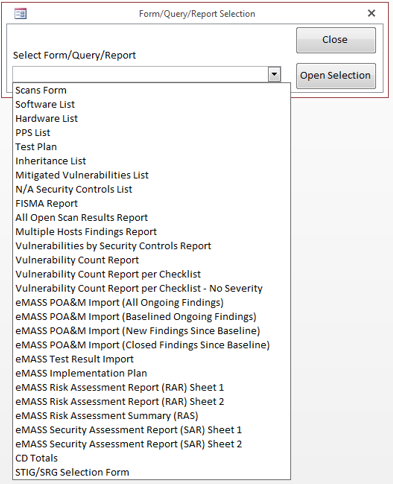 Form/Query/Report Selection
Close
Select Form/Query/Report
Open Selection
Scans Form
Software List
Hardware List
PPS List
Test Plan
Inheritance List
Mitigated Vulnerabilities List
N/A Security Controls List
FISMA Report
All Open Scan Results Report
Multiple Hosts Findings Report
Vulnerabilities by Security Controls Report
Vulnerability Count Report
Vulnerability Count Report per Checklist
Vulnerability Count Report per Checklist - No Severity
eMASS POA&M Import (All Ongoing Findings)
eMASS POA&M Import (Baselined Ongoing Findings)
eMASS POA&M Import (New Findings Since Baseline)
eMASS POA&M Import (Closed Findings Since Baseline)
eMASS Test Result Import
eMASS Implementation Plan
eMASS Risk Assessment Report (RAR) Sheet 1
eMASS Risk Assessment Report (RAR) Sheet 2
eMASS Risk Assessment Summary (RAS)
eMASS Security Assessment Report (SAR) Sheet 1
eMASS Security Assessment Report (SAR) Sheet 2
CD Totals
STIG/SRG Selection Form